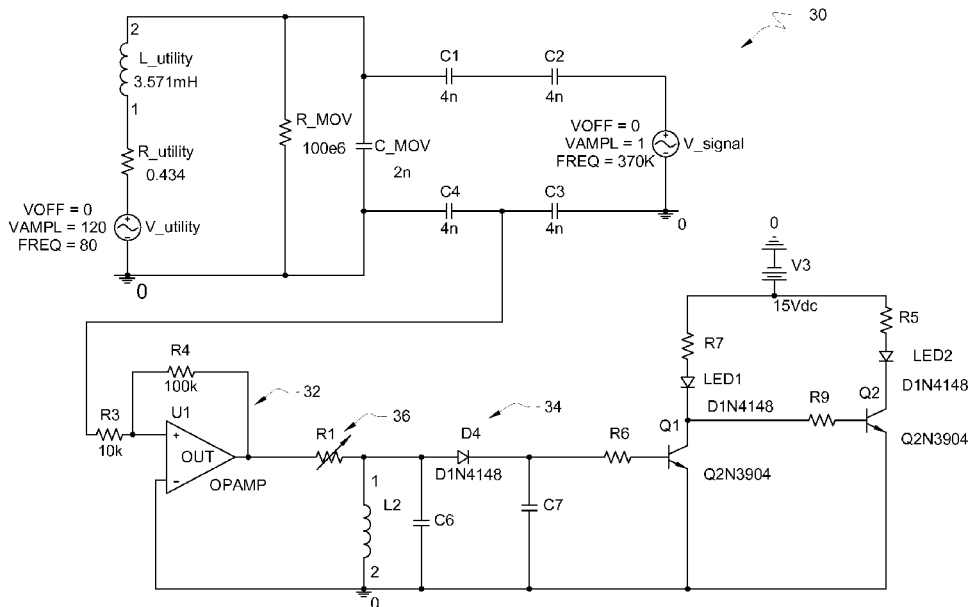 30
2
L_utility
3.571mH
1
R_utility
0.434
VOFF = 0
VAMPL = 120
FREQ = 80
V_utility
0
R_MOV
100e6
C_MOV
2n
C1
4n
C2
4n
VOFF = 0
VAMPL = 1
FREQ = 370K
V_signal
C4
4n
C3
4n
0
0
V3
15Vdc
R5
LED2
D1N4148
R7
LED1
D1N4148
R9
Q2
Q2N3904
Q1
Q2N3904
R4
100k
32
R3
10k
U1
+
OUT
−
OPAMP
36
R1
34
D4
D1N4148
R6
1
L2
2
C6
C7
0